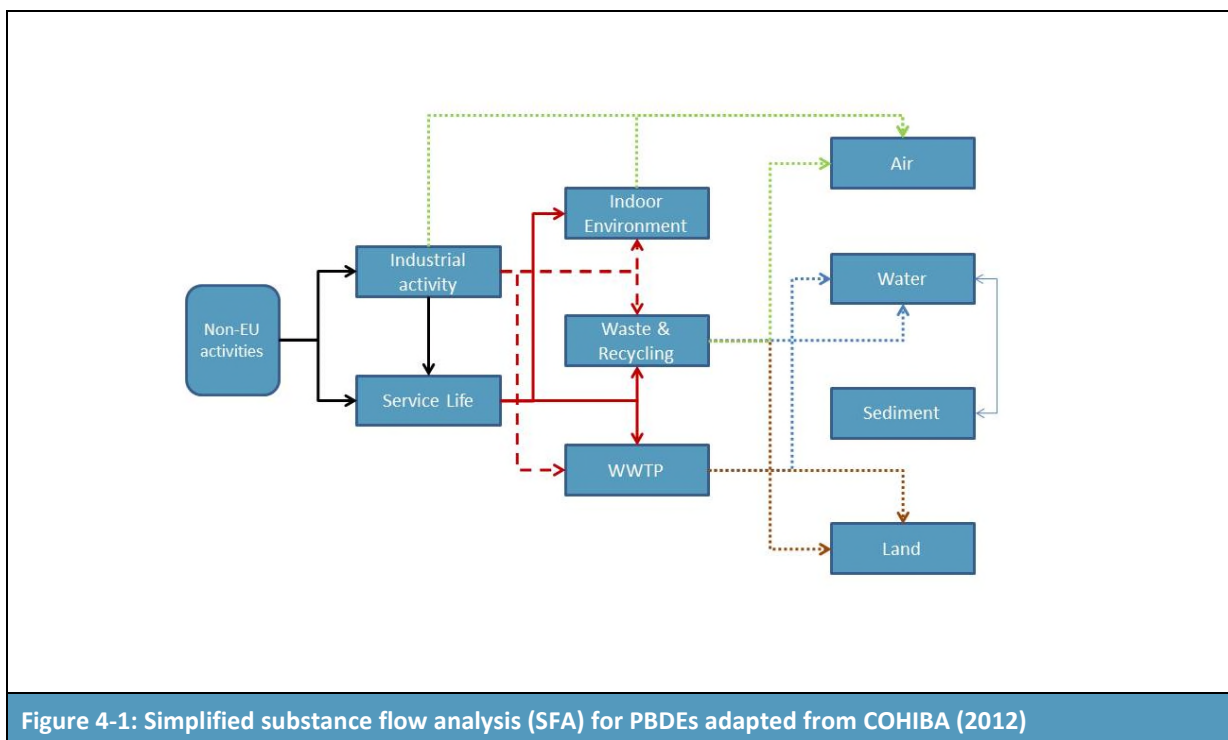 Non-EU
activities
Industrial
activity
Service Life
Indoor
Environment
Waste &
Recycling
WWTP
Air
Water
Sediment
Land
Figure 4-1: Simplified substance flow analysis (SFA) for PBDEs adapted from COHIBA (2012)